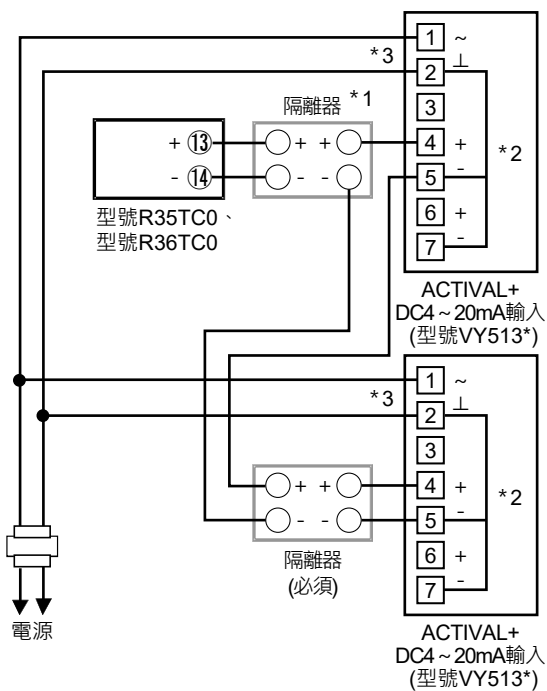 1 ~
*3
2 ⊥
隔離器 *1
3
+ ⑬ + + 4 +
*2
- ⑭ - - 5 -
6 +
型號R35TC0、
型號R36TC0
7 -
ACTIVAL+
DC4~20mA輸入
(型號VY513*)
1 ~
*3
2 ⊥
3
+ + 4 +
*2
- - 5 -
隔離器
(必須)
6 +
7 -
電源
ACTIVAL+
DC4~20mA輸入
(型號VY513*)